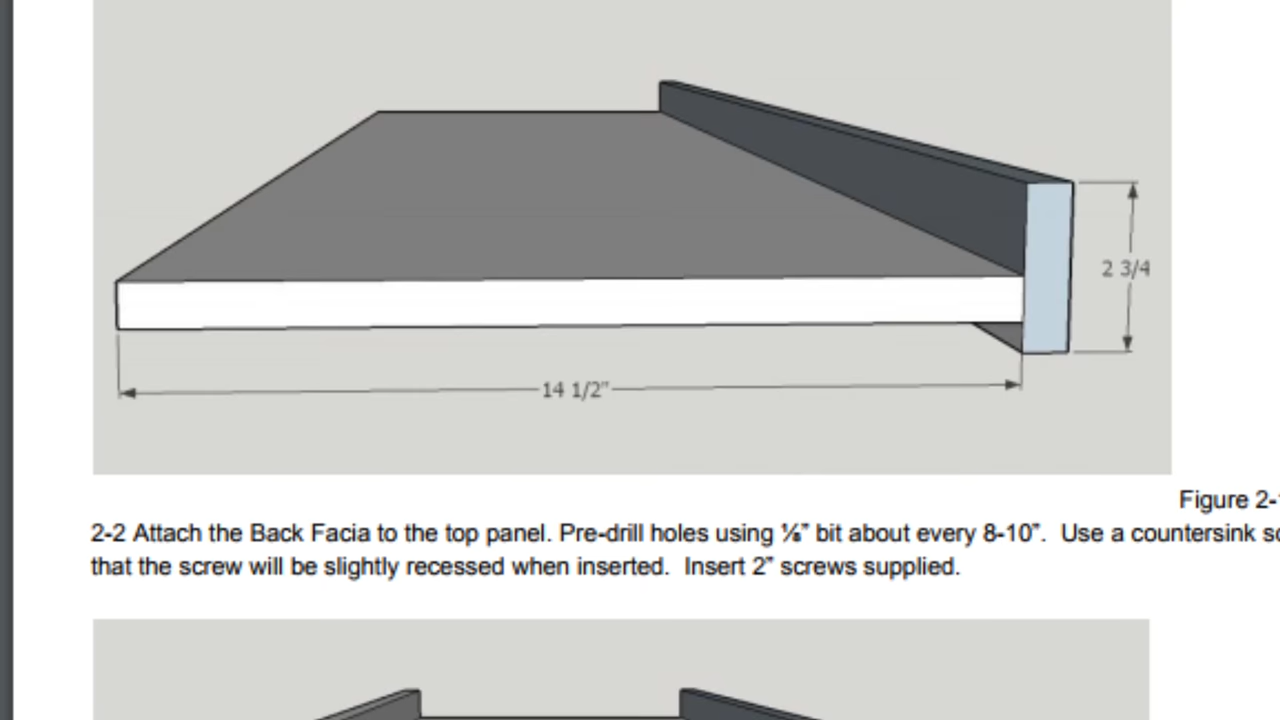 2 3/4
14 1/2"
Figure 2-
2-2 Attach the Back Facia to the top panel. Pre-drill holes using ⅛” bit about every 8-10”.  Use a countersink
that the screw will be slightly recessed when inserted.  Insert 2” screws supplied.